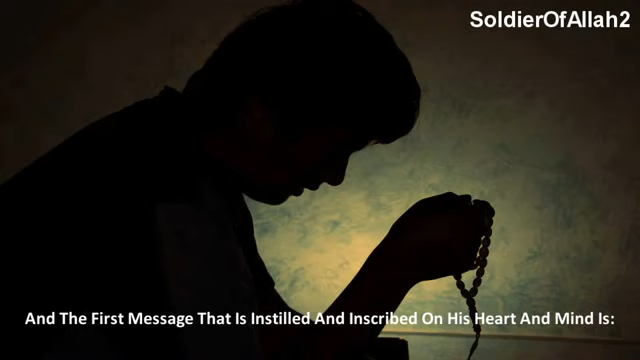 SoldierOfAllah2
And The First Message That Is Instilled And Inscribed On His Heart And Mind Is: